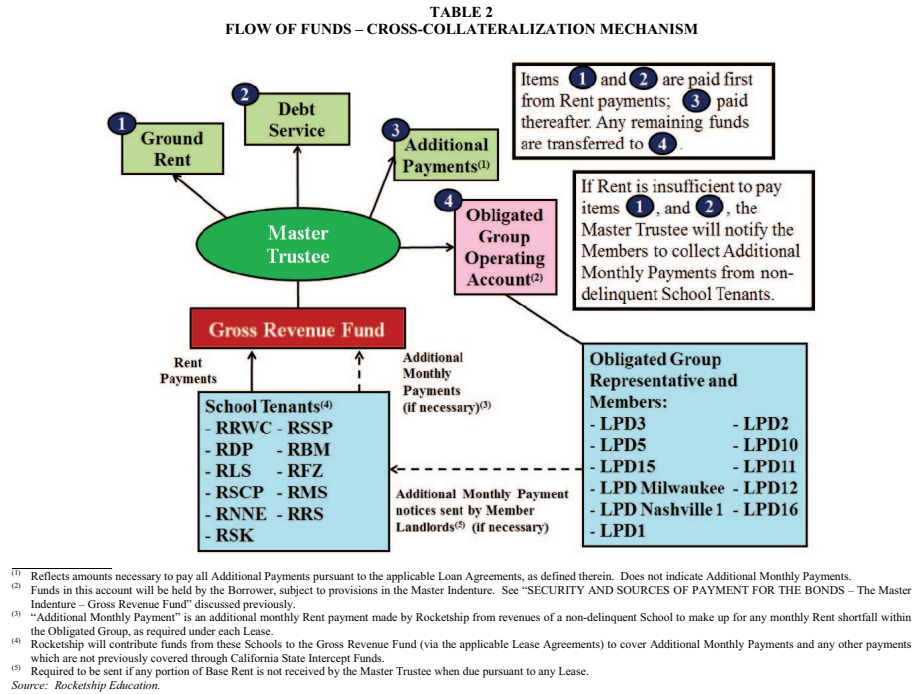 TABLE 2
FLOW OF FUNDS – CROSS-COLLATERALIZATION MECHANISM
1
Ground
Rent
2
Debt
Service
3
Additional
Payments(1)
Items 1 and 2 are paid first
from Rent payments; 3 paid
thereafter. Any remaining funds
are transferred to 4 .
4
Obligated
Group
Operating
Account(2)
If Rent is insufficient to pay
items 1 , and 2 , the
Master Trustee will notify the
Members to collect Additional
Monthly Payments from non-
delinquent School Tenants.
Master
Trustee
Gross Revenue Fund
Rent
Payments
Additional
Monthly
Payments
(if necessary)(3)
School Tenants(4)
- RRWC - RSSP
- RDP - RBM
- RLS - RFZ
- RSCP - RMS
- RNNE - RRS
- RSK
Additional Monthly Payment
notices sent by Member
Landlords(5) (if necessary)
Obligated Group
Representative and
Members:
- LPD3 - LPD2
- LPD5 - LPD10
- LPD15 - LPD11
- LPD Milwaukee - LPD12
- LPD Nashville 1 - LPD16
- LPD1
(1) Reflects amounts necessary to pay all Additional Payments pursuant to the applicable Loan Agreements, as defined therein. Does not indicate Additional Monthly Payments.
(2) Funds in this account will be held by the Borrower, subject to provisions in the Master Indenture. See “SECURITY AND SOURCES OF PAYMENT FOR THE BONDS – The Master
Indenture – Gross Revenue Fund” discussed previously.
(3) “Additional Monthly Payment” is an additional monthly Rent payment made by Rocketship from revenues of a non-delinquent School to make up for any monthly Rent shortfall within
the Obligated Group, as required under each Lease.
(4) Rocketship will contribute funds from these Schools to the Gross Revenue Fund (via the applicable Lease Agreements) to cover Additional Monthly Payments and any other payments
which are not previously covered through California State Intercept Funds.
(5) Required to be sent if any portion of Base Rent is not received by the Master Trustee when due pursuant to any Lease.
Source: Rocketship Education.